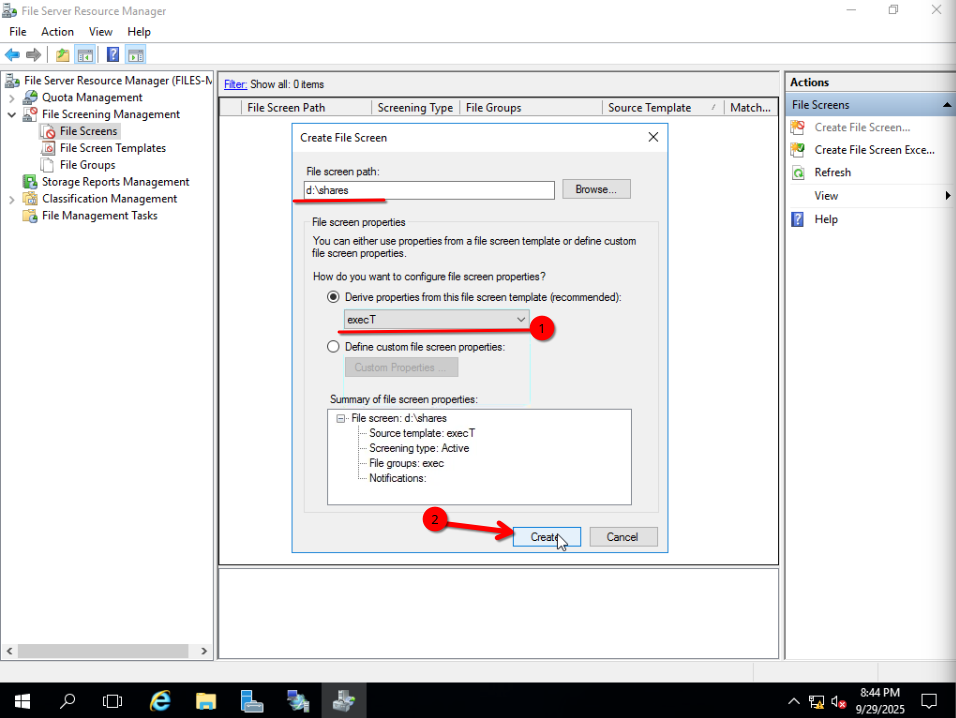 File Server Resource Manager
File Action View Help
File Server Resource Manager (FILES-M
Quota Management
File Screening Management
File Screens
File Screen Templates
File Groups
Storage Reports Management
Classification Management
File Management Tasks
Filter: Show all: 0 items
File Screen Path Screening Type File Groups Source Template Match...
Create File Screen
File screen path:
d:\shares Browse...
File screen properties
You can either use properties from a file screen template or define custom
file screen properties.
How do you want to configure file screen properties?
Derive properties from this file screen template (recommended):
execT
1
Define custom file screen properties:
Custom Properties ...
Summary of file screen properties:
File screen: d:\shares
Source template: execT
Screening type: Active
File groups: exec
Notifications:
2
Create Cancel
Actions
File Screens
Create File Screen...
Create File Screen Exce...
Refresh
View
Help
8:44 PM
9/29/2025